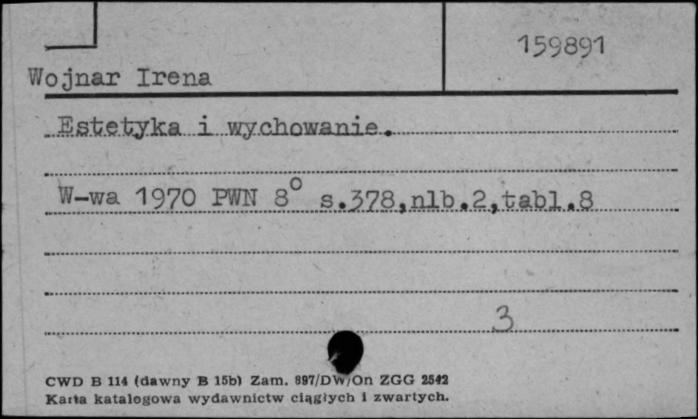 159891
Wojnar Irena
Estetyka i wychowanie.
W-wa 1970 PWN 8° s.378,nlb.2,tabl.8
3
CWD B 114 (dawny B 15b) Zam. 897/DW/On ZGG 2542
Karta katalogowa wydawnictw ciągłych i zwartych.